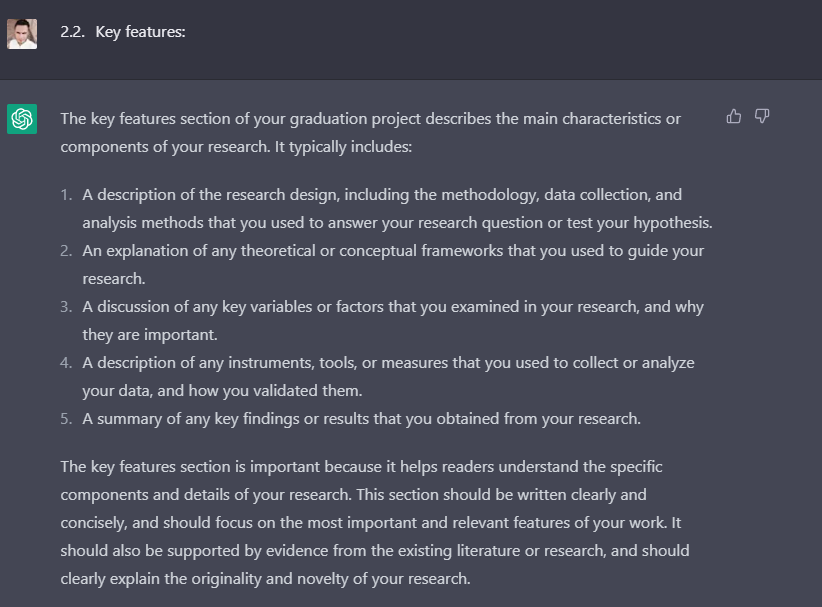 2.2. Key features:
The key features section of your graduation project describes the main characteristics or
components of your research. It typically includes:
1. A description of the research design, including the methodology, data collection, and
analysis methods that you used to answer your research question or test your hypothesis.
2. An explanation of any theoretical or conceptual frameworks that you used to guide your
research.
3. A discussion of any key variables or factors that you examined in your research, and why
they are important.
4. A description of any instruments, tools, or measures that you used to collect or analyze
your data, and how you validated them.
5. A summary of any key findings or results that you obtained from your research.
The key features section is important because it helps readers understand the specific
components and details of your research. This section should be written clearly and
concisely, and should focus on the most important and relevant features of your work. It
should also be supported by evidence from the existing literature or research, and should
clearly explain the originality and novelty of your research.